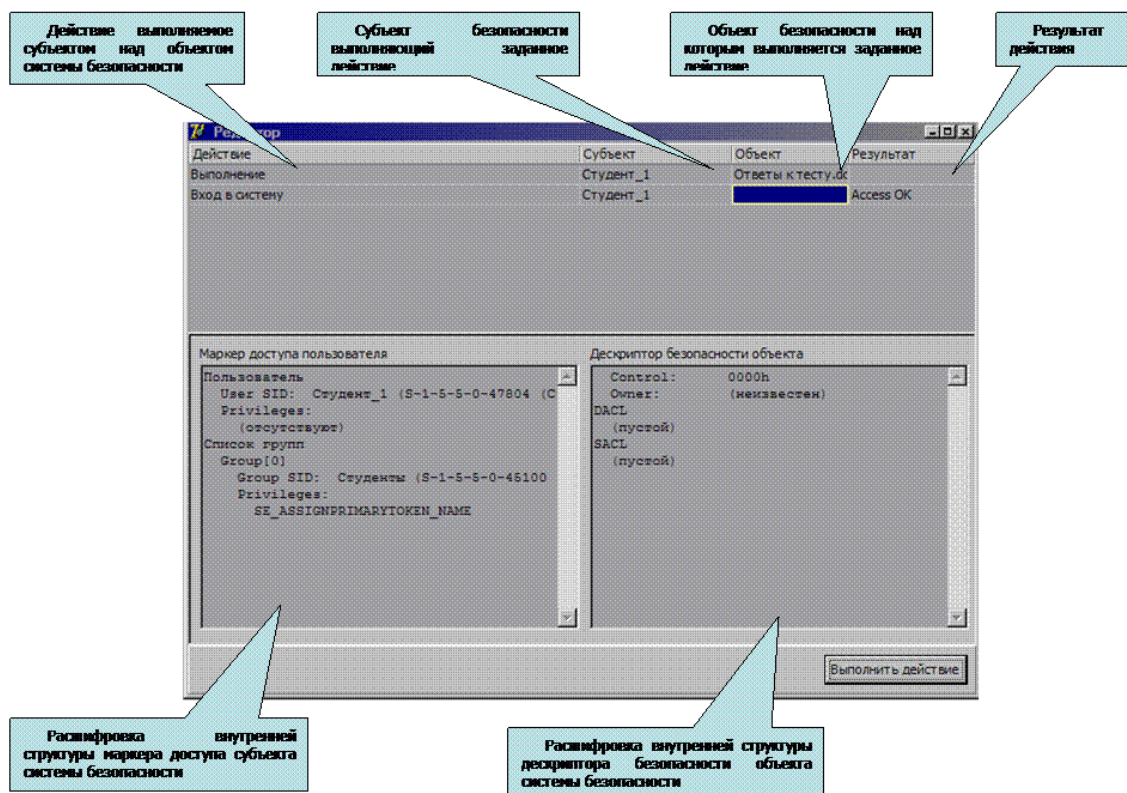 Действие выполняемое
субъектом над объектом
системы безопасности
Субъект безопасности
выполняющий заданное
действие
Объект безопасности над
которым выполняется заданное
действие
Результат
действия
Редактор
Действие Субъект Объект Результат
Выполнение Студент_1 Ответы к тесту.do
Вход в систему Студент_1 Access OK
Маркер доступа пользователя
Пользователь
User SID: Студент_1 (S-1-5-5-0-47804 (С
Privileges:
(отсутствуют)
Список групп
Group[0]
Group SID: Студенты (S-1-5-5-0-45100
Privileges:
SE_ASSIGNPRIMARYTOKEN_NAME
Дескриптор безопасности объекта
Control: 0000h
Owner: (неизвестен)
DACL
(пустой)
SACL
(пустой)
Выполнить действие
Расшифровка внутренней
структуры маркера доступа субъекта
системы безопасности
Расшифровка внутренней структуры
дескриптора безопасности объекта
системы безопасности